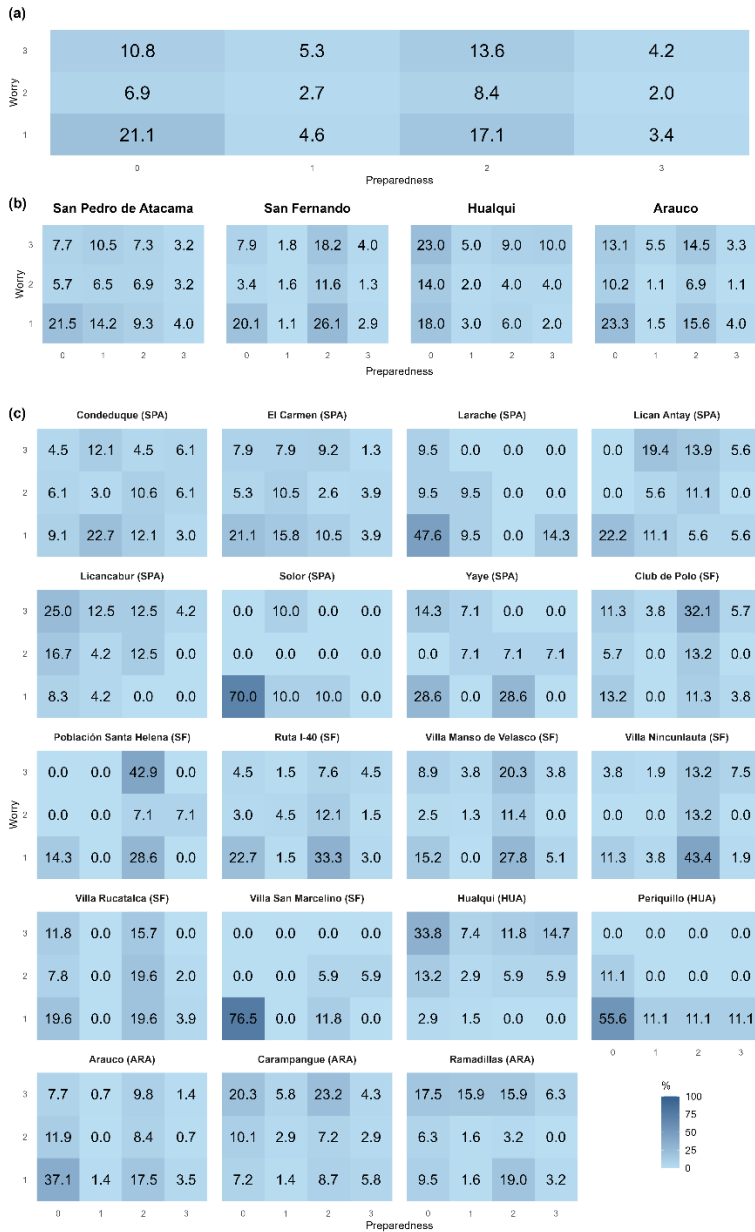 (a)
3 10.8 5.3 13.6 4.2
Worry
2 6.9 2.7 8.4 2.0
1 21.1 4.6 17.1 3.4
0 1 2 3
Preparedness
(b)
San Pedro de Atacama San Fernando Hualqui Arauco
3 7.7 10.5 7.3 3.2 7.9 1.8 18.2 4.0 23.0 5.0 9.0 10.0 13.1 5.5 14.5 3.3
Worry
2 5.7 6.5 6.9 3.2 3.4 1.6 11.6 1.3 14.0 2.0 4.0 4.0 10.2 1.1 6.9 1.1
1 21.5 14.2 9.3 4.0 20.1 1.1 26.1 2.9 18.0 3.0 6.0 2.0 23.3 1.5 15.6 4.0
0 1 2 3 0 1 2 3 0 1 2 3 0 1 2 3
Preparedness
(c)
Condeduque (SPA) El Carmen (SPA) Larache (SPA) Lican Antay (SPA)
3 4.5 12.1 4.5 6.1 7.9 7.9 9.2 1.3 9.5 0.0 0.0 0.0 0.0 19.4 13.9 5.6
2 6.1 3.0 10.6 6.1 5.3 10.5 2.6 3.9 9.5 9.5 0.0 0.0 0.0 5.6 11.1 0.0
1 9.1 22.7 12.1 3.0 21.1 15.8 10.5 3.9 47.6 9.5 0.0 14.3 22.2 11.1 5.6 5.6
Licancabur (SPA) Solor (SPA) Yaye (SPA) Club de Polo (SF)
3 25.0 12.5 12.5 4.2 0.0 10.0 0.0 0.0 14.3 7.1 0.0 0.0 11.3 3.8 32.1 5.7
2 16.7 4.2 12.5 0.0 0.0 0.0 0.0 0.0 0.0 7.1 7.1 7.1 5.7 0.0 13.2 0.0
1 8.3 4.2 0.0 0.0 70.0 10.0 10.0 0.0 28.6 0.0 28.6 0.0 13.2 0.0 11.3 3.8
Población Santa Helena (SF) Ruta I-40 (SF) Villa Manso de Velasco (SF) Villa Nincunlauta (SF)
3 0.0 0.0 42.9 0.0 4.5 1.5 7.6 4.5 8.9 3.8 20.3 3.8 3.8 1.9 13.2 7.5
Worry
2 0.0 0.0 7.1 7.1 3.0 4.5 12.1 1.5 2.5 1.3 11.4 0.0 0.0 0.0 13.2 0.0
1 14.3 0.0 28.6 0.0 22.7 1.5 33.3 3.0 15.2 0.0 27.8 5.1 11.3 3.8 43.4 1.9
Villa Rucatalca (SF) Villa San Marcelino (SF) Hualqui (HUA) Periquillo (HUA)
3 11.8 0.0 15.7 0.0 0.0 0.0 0.0 0.0 33.8 7.4 11.8 14.7 0.0 0.0 0.0 0.0
2 7.8 0.0 19.6 2.0 0.0 0.0 5.9 5.9 13.2 2.9 5.9 5.9 11.1 0.0 0.0 0.0
1 19.6 0.0 19.6 3.9 76.5 0.0 11.8 0.0 2.9 1.5 0.0 0.0 55.6 11.1 11.1 11.1
0 1 2 3
Arauco (ARA) Carampangue (ARA) Ramadillas (ARA)
3 7.7 0.7 9.8 1.4 20.3 5.8 23.2 4.3 17.5 15.9 15.9 6.3
2 11.9 0.0 8.4 0.7 10.1 2.9 7.2 2.9 6.3 1.6 3.2 0.0
1 37.1 1.4 17.5 3.5 7.2 1.4 8.7 5.8 9.5 1.6 19.0 3.2
0 1 2 3 0 1 2 3 0 1 2 3
Preparedness
%
100
75
50
25
0